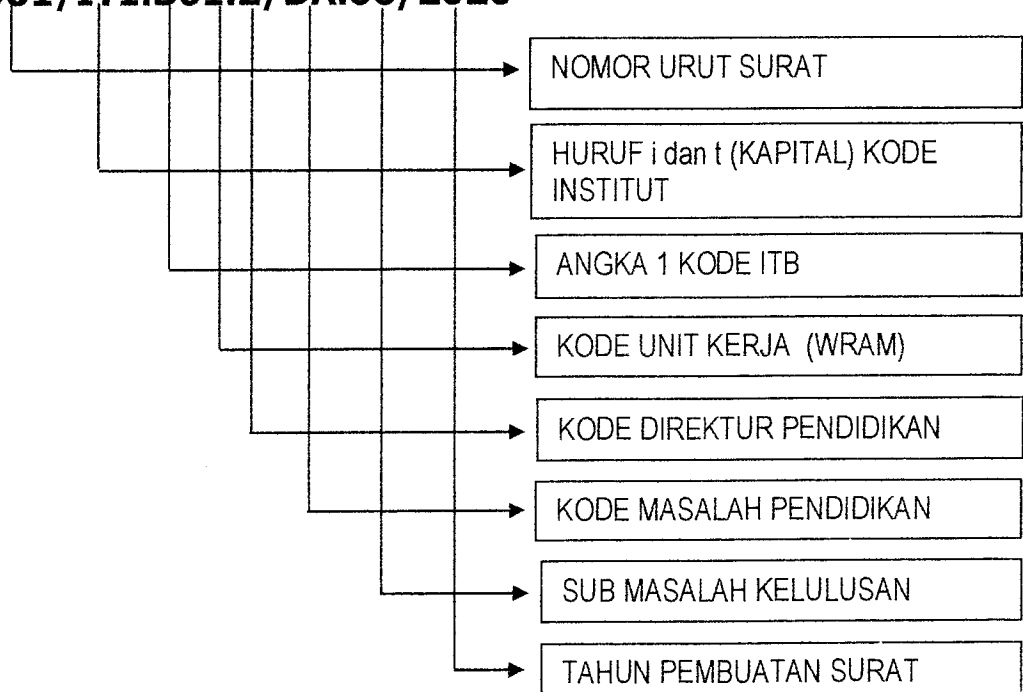 NOMOR URUT SURAT
HURUF i dan t (KAPITAL) KODE
INSTITUT
ANGKA 1 KODE ITB
KODE UNIT KERJA (WRAM)
KODE DIREKTUR PENDIDIKAN
KODE MASALAH PENDIDIKAN
SUB MASALAH KELULUSAN
TAHUN PEMBUATAN SURAT